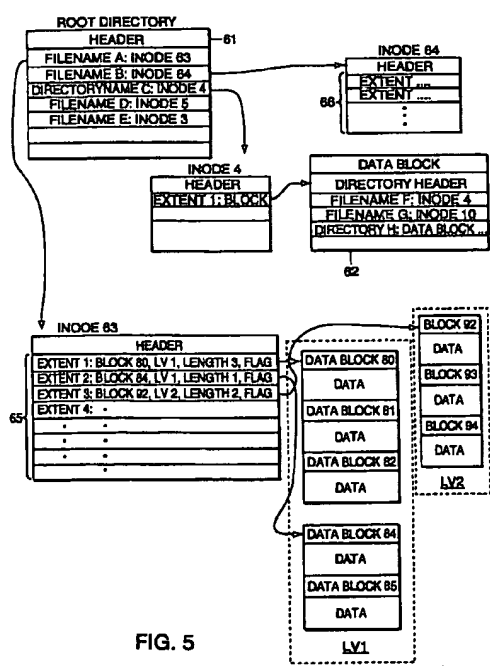 ROOT DIRECTORY
HEADER
61
FILENAME A: INODE 63
FILENAME B: INODE 64
DIRECTORYNAME C: INODE 4
FILENAME D: INODE 5
FILENAME E: INODE 3
INODE 64
HEADER
EXTENT ....
EXTENT ....
66
INODE 4
HEADER
EXTENT 1: BLOCK
DATA BLOCK
DIRECTORY HEADER
FILENAME F: INODE 4
FILENAME G: INODE 10
DIRECTORY H: DATA BLOCK ...
62
INODE 63
HEADER
EXTENT 1: BLOCK 80, LV 1, LENGTH 3, FLAG
EXTENT 2: BLOCK 84, LV 1, LENGTH 1, FLAG
EXTENT 3: BLOCK 92, LV 2, LENGTH 2, FLAG
EXTENT 4:
65
DATA BLOCK 80
DATA
DATA BLOCK 81
DATA
DATA BLOCK 82
DATA
DATA BLOCK 84
DATA
DATA BLOCK 85
DATA
LV1
BLOCK 92
DATA
BLOCK 93
DATA
BLOCK 94
DATA
LV2
FIG. 5